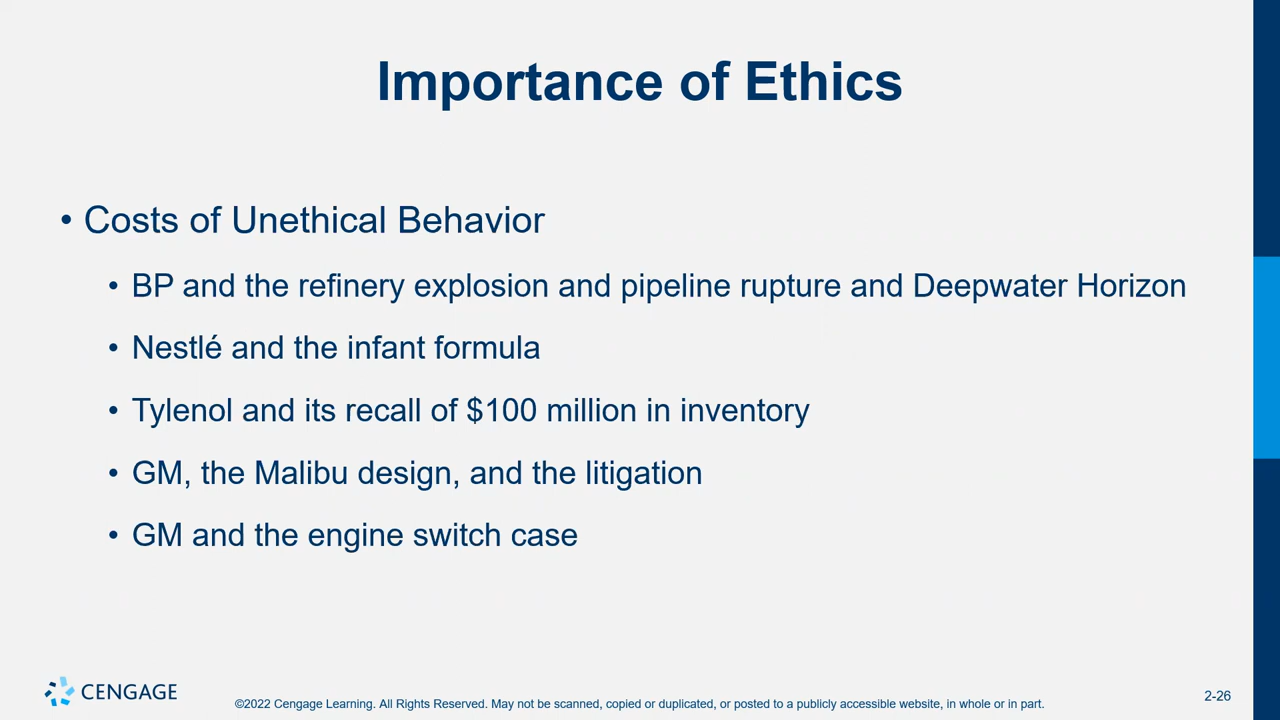 Importance of Ethics
• Costs of Unethical Behavior
• BP and the refinery explosion and pipeline rupture and Deepwater Horizon
• Nestlé and the infant formula
• Tylenol and its recall of $100 million in inventory
• GM, the Malibu design, and the litigation
• GM and the engine switch case
CENGAGE
©2022 Cengage Learning. All Rights Reserved. May not be scanned, copied or duplicated, or posted to a publicly accessible website, in whole or in part.
2-26